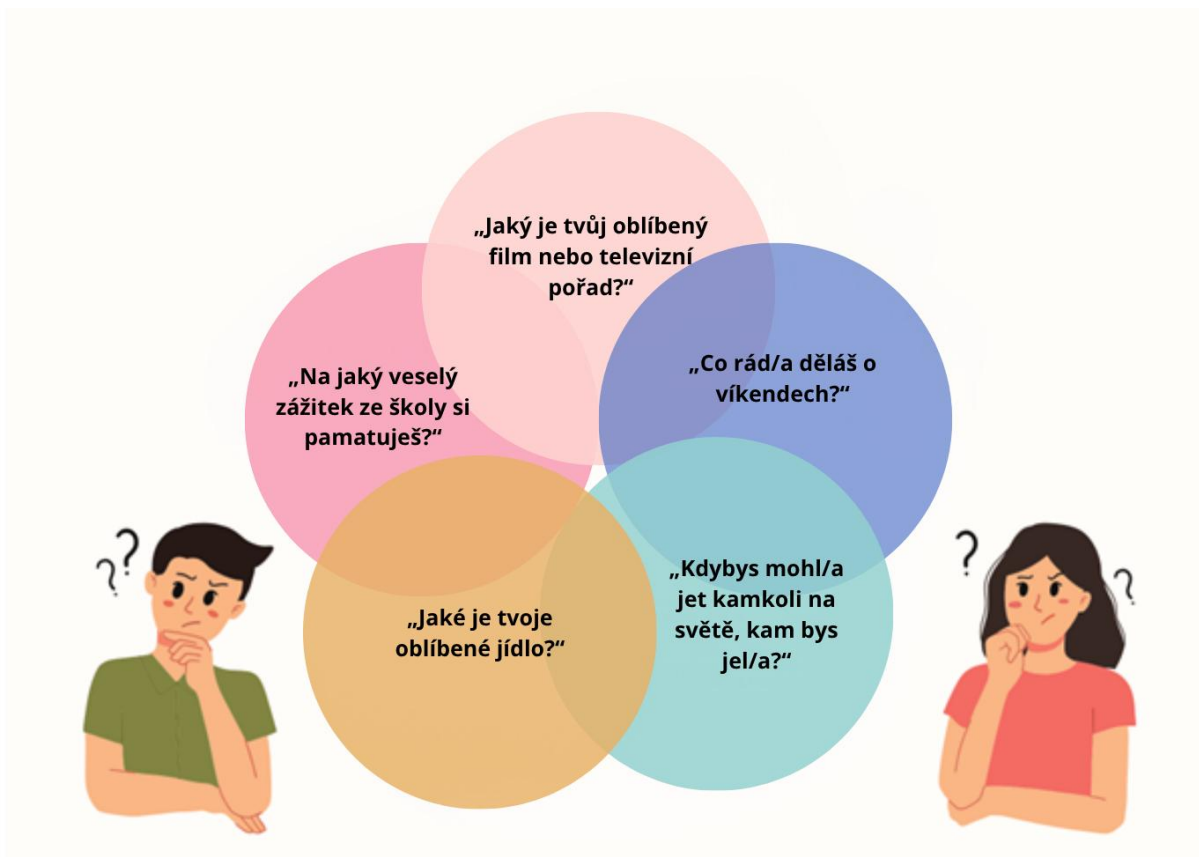 „Jaký je tvůj oblíbený
film nebo televizní
pořad?“
„Na jaký veselý
zážitek ze školy si
pamatuješ?“
„Co rád/a děláš o
víkendech?“
„Jaké je tvoje
oblíbené jídlo?“
„Kdybys mohl/a
jet kamkoli na
světě, kam bys
jel/a?“
? ?
? ?